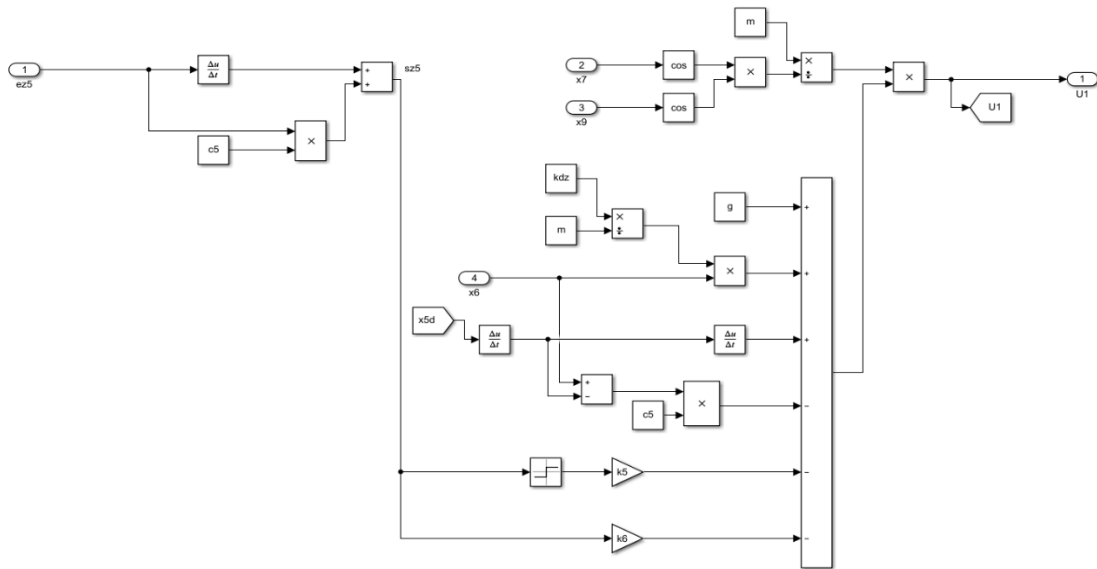 m
1
ez5
Δu
Δt
+
+
sz5
2
x7
cos
×
×
÷
×
1
U1
3
x9
cos
U1
c5
×
kdz
m
×
÷
g
+
4
x6
×
+
x5d
Δu
Δt
Δu
Δt
+
+
−
c5
×
−
k5
−
k6
−